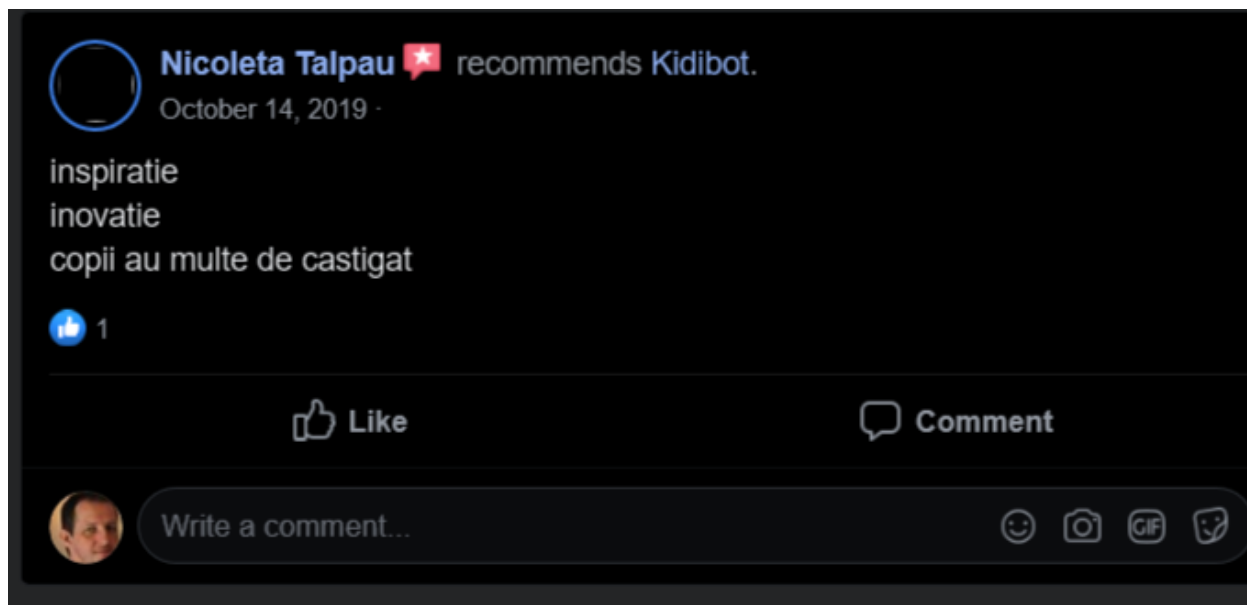 Nicoleta Talpau recommends Kidibot.
October 14, 2019 ·
inspiratie
inovatie
copii au multe de castigat
1
Like Comment
Write a comment... GIF